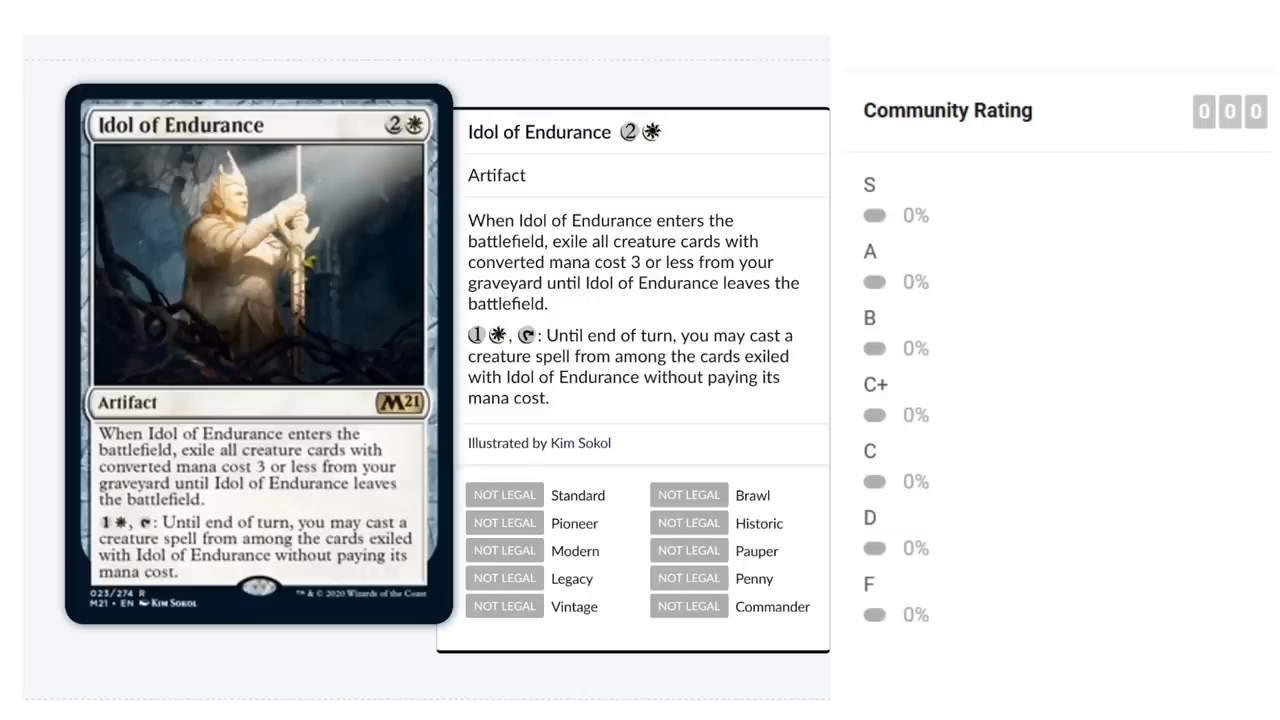 Idol of Endurance 2
Artifact
M21
When Idol of Endurance enters the
battlefield, exile all creature cards with
converted mana cost 3 or less from your
graveyard until Idol of Endurance leaves
the battlefield.
1 , : Until end of turn, you may cast a
creature spell from among the cards exiled
with Idol of Endurance without paying its
mana cost.
023/274 R
M21 • EN Kim Sokol
™ & © 2020 Wizards of the Coast
Idol of Endurance 2
Artifact
When Idol of Endurance enters the
battlefield, exile all creature cards with
converted mana cost 3 or less from your
graveyard until Idol of Endurance leaves the
battlefield.
1 , : Until end of turn, you may cast a
creature spell from among the cards exiled
with Idol of Endurance without paying its
mana cost.
Illustrated by Kim Sokol
NOT LEGAL Standard NOT LEGAL Brawl
NOT LEGAL Pioneer NOT LEGAL Historic
NOT LEGAL Modern NOT LEGAL Pauper
NOT LEGAL Legacy NOT LEGAL Penny
NOT LEGAL Vintage NOT LEGAL Commander
Community Rating 0 0 0
S
0%
A
0%
B
0%
C+
0%
C
0%
D
0%
F
0%